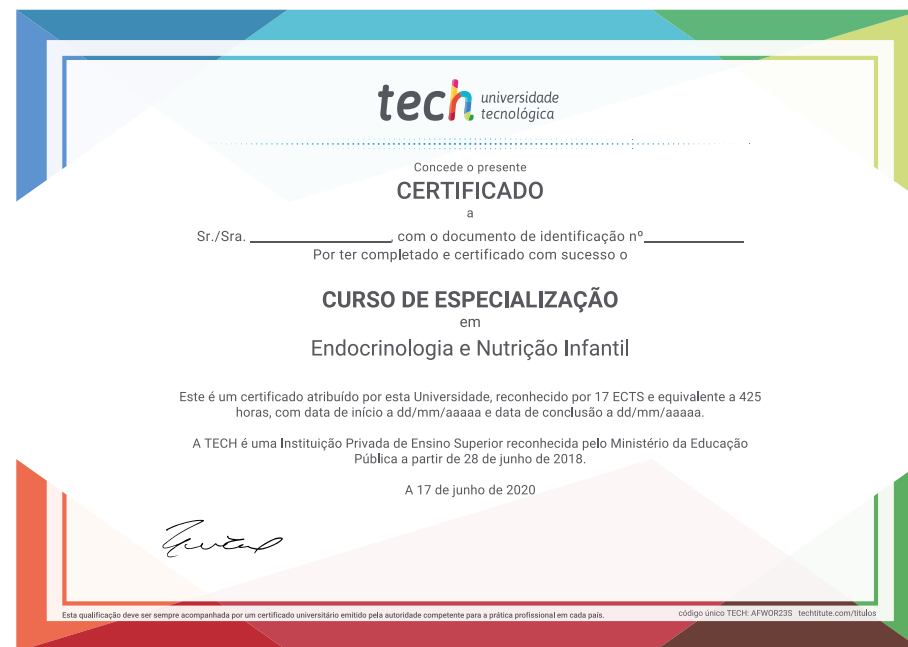 tech universidade
tecnológica
Concede o presente
CERTIFICADO
a
Sr./Sra. ____________________, com o documento de identificação nº______________
Por ter completado e certificado com sucesso o
CURSO DE ESPECIALIZAÇÃO
em
Endocrinologia e Nutrição Infantil
Este é um certificado atribuído por esta Universidade, reconhecido por 17 ECTS e equivalente a 425
horas, com data de início a dd/mm/aaaaa e data de conclusão a dd/mm/aaaaa.
A TECH é uma Instituição Privada de Ensino Superior reconhecida pelo Ministério da Educação
Pública a partir de 28 de junho de 2018.
A 17 de junho de 2020
Esta qualificação deve ser sempre acompanhada por um certificado universitário emitido pela autoridade competente para a prática profissional em cada país.
código único TECH: AFWOR23S techtitute.com/titulos